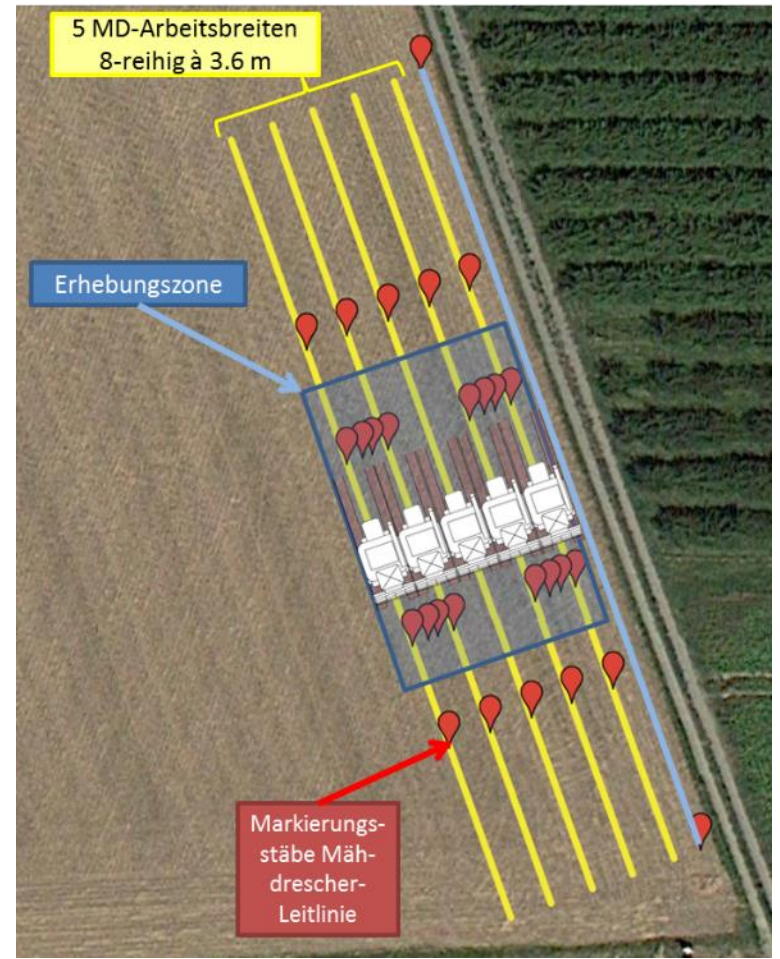 5 MD-Arbeitsbreiten
8-reihig à 3.6 m
Erhebungszone
Markierungs-
stäbe Mäh-
drescher-
Leitlinie